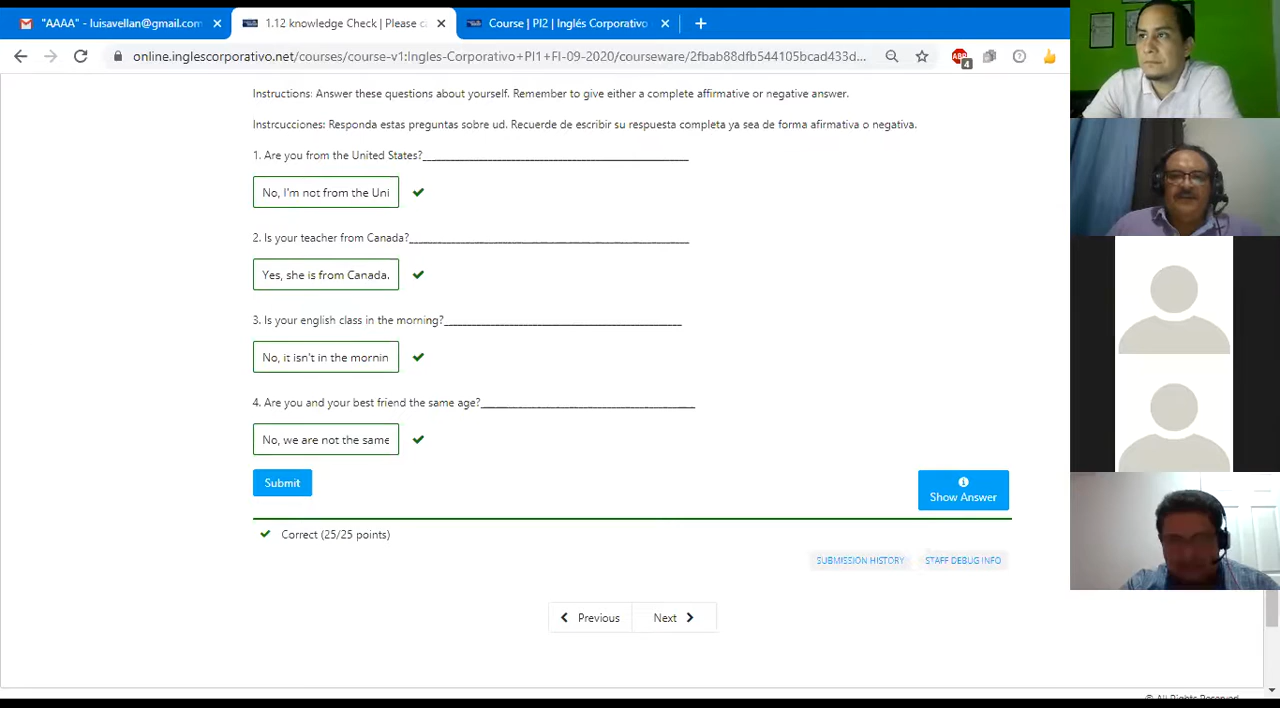 "AAAA" - luisavellan@gmail.com
1.12 knowledge Check | Please ca
Course | PI2 | Inglés Corporativo
online.inglescorporativo.net/courses/course-v1:Ingles-Corporativo+PI1+FI-09-2020/courseware/2fbab88dfb544105bcad433d...
ABP
4
Instructions: Answer these questions about yourself. Remember to give either a complete affirmative or negative answer.
Instrcucciones: Responda estas preguntas sobre ud. Recuerde de escribir su respuesta completa ya sea de forma afirmativa o negativa.
1. Are you from the United States?
No, I'm not from the Uni
2. Is your teacher from Canada?
Yes, she is from Canada.
3. Is your english class in the morning?
No, it isn't in the mornin
4. Are you and your best friend the same age?
No, we are not the same
Submit
Show Answer
Correct (25/25 points)
SUBMISSION HISTORY
STAFF DEBUG INFO
Previous
Next
© All Rights Reserved